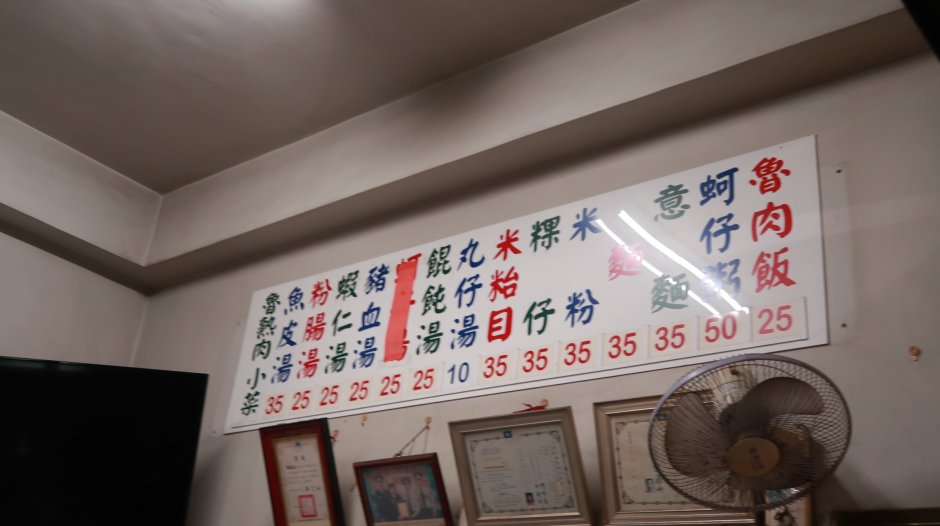 魯肉飯 25
蚵仔粥 50
意麵 35
麵 35
米粉 35
粿仔 35
米𥹋目 35
丸仔湯 10
餛飩湯 25
25
豬血湯 25
蝦仁湯 25
粉腸湯 25
魚皮湯 35
魯熟肉小菜